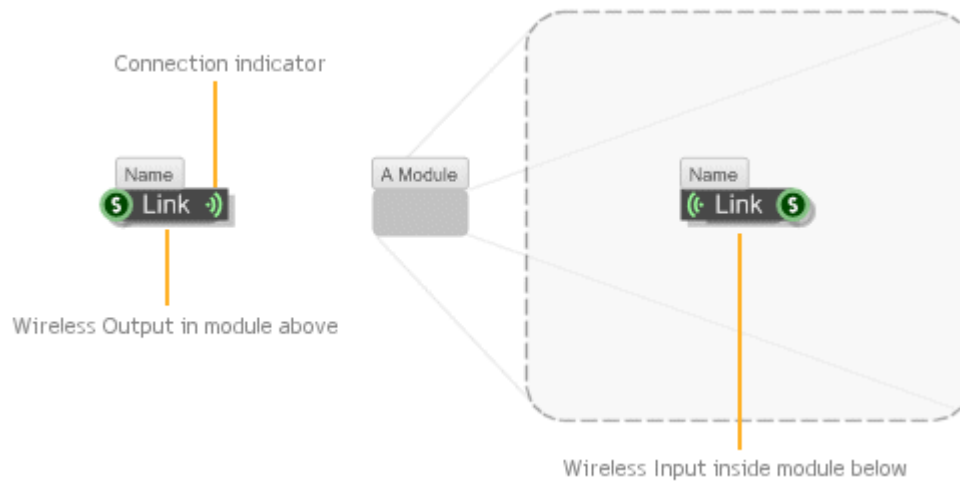 Connection indicator
Name
A Module
Name
S Link
Link S
Wireless Output in module above
Wireless Input inside module below